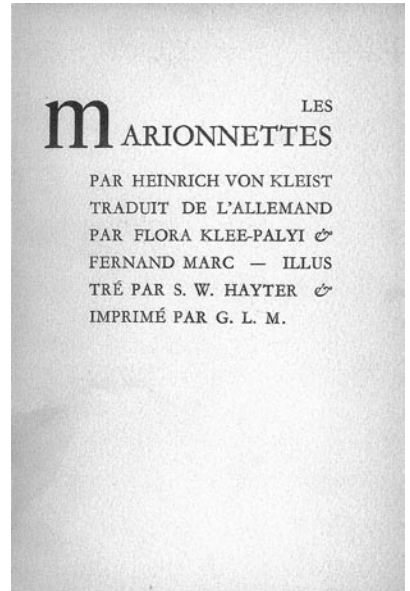 LES
mARIONNETTES
PAR HEINRICH VON KLEIST
TRADUIT DE L'ALLEMAND
PAR FLORA KLEE-PALYI &
FERNAND MARC — ILLUS
TRÉ PAR S. W. HAYTER &
IMPRIMÉ PAR G. L. M.